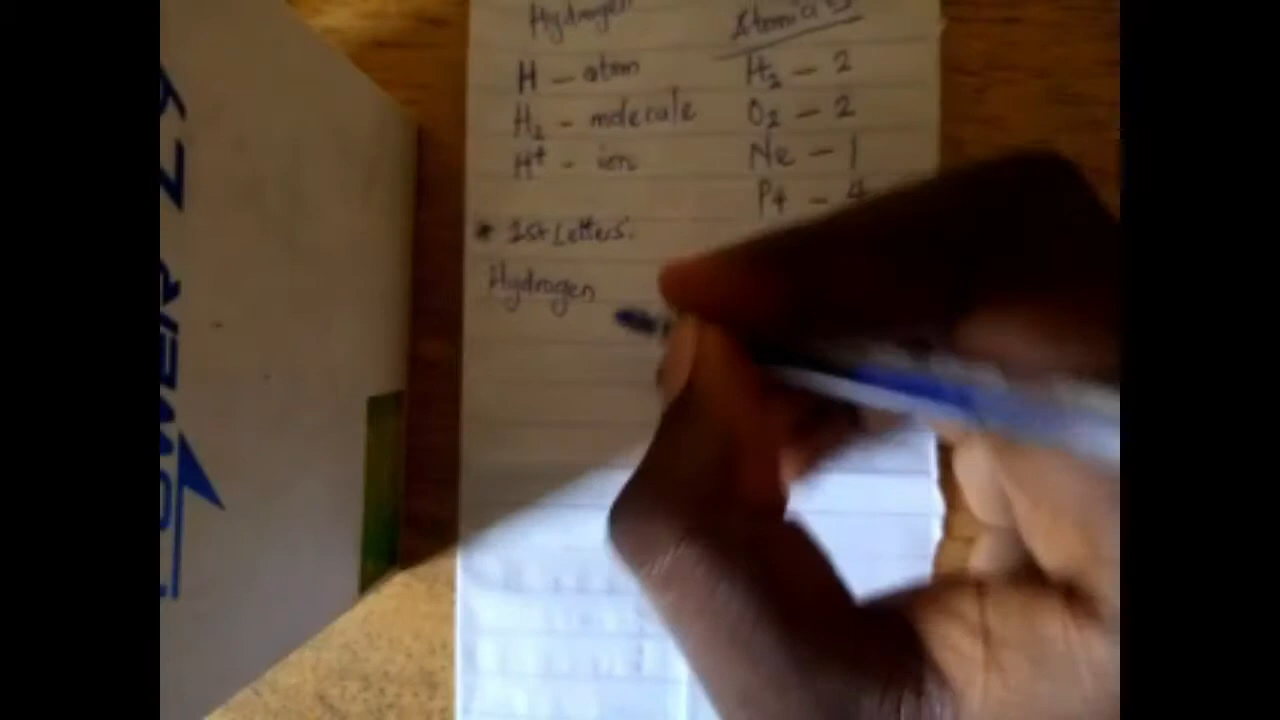 Hydrogen
H - atom
H₂ - molecule
H⁺ - ion
* 1st Letters:
Hydrogen
Atomicity
H₂ - 2
O₂ - 2
Ne - 1
P4 - 4